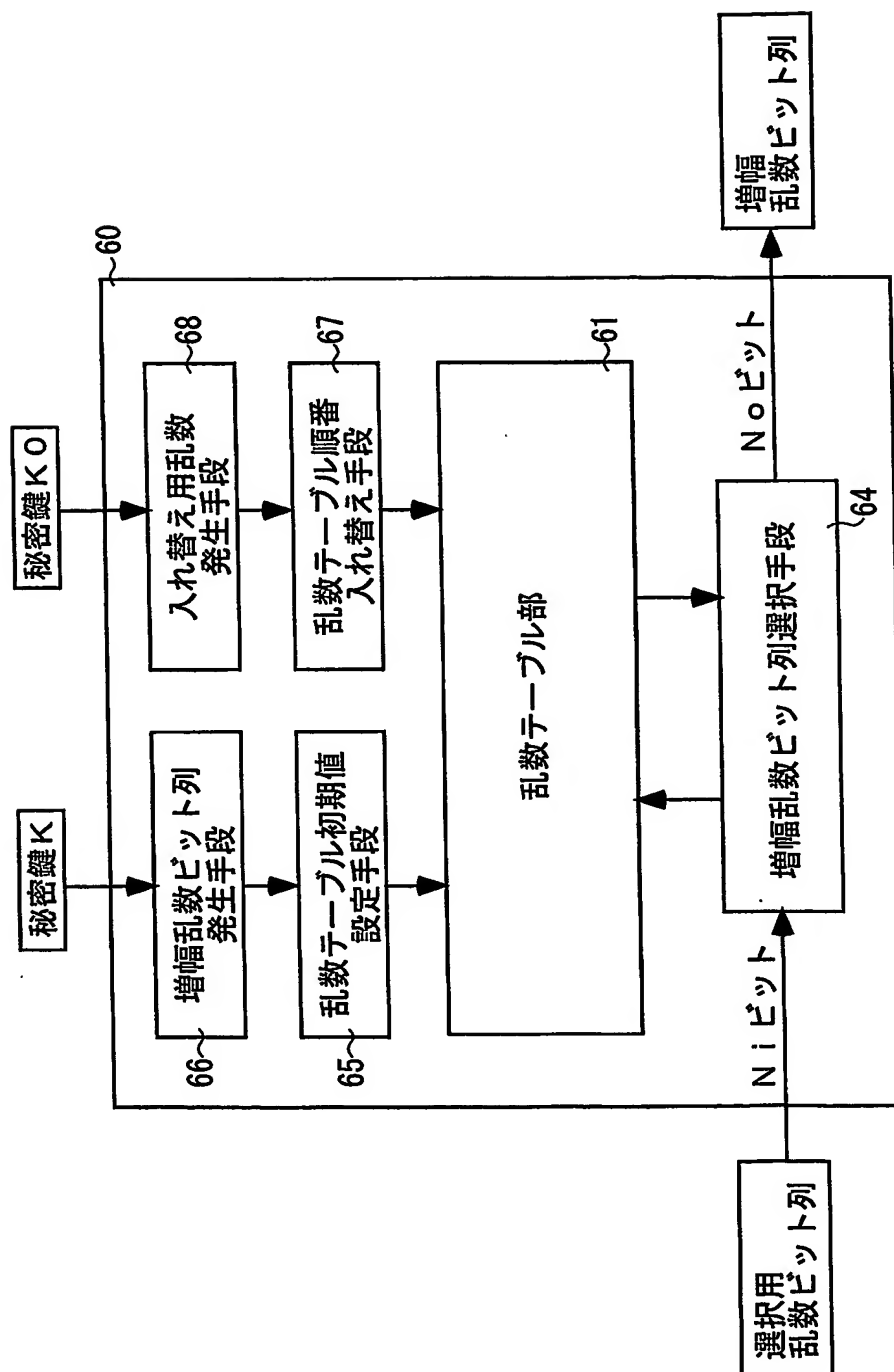 秘密鍵K
秘密鍵K0
60
増幅乱数ビット列
発生手段
66
入れ替え用乱数
発生手段
68
乱数テーブル初期値
設定手段
65
乱数テーブル順番
入れ替え手段
67
乱数テーブル部
61
選択用
乱数ビット列
Niビット
増幅乱数ビット列選択手段
64
Noビット
増幅
乱数ビット列